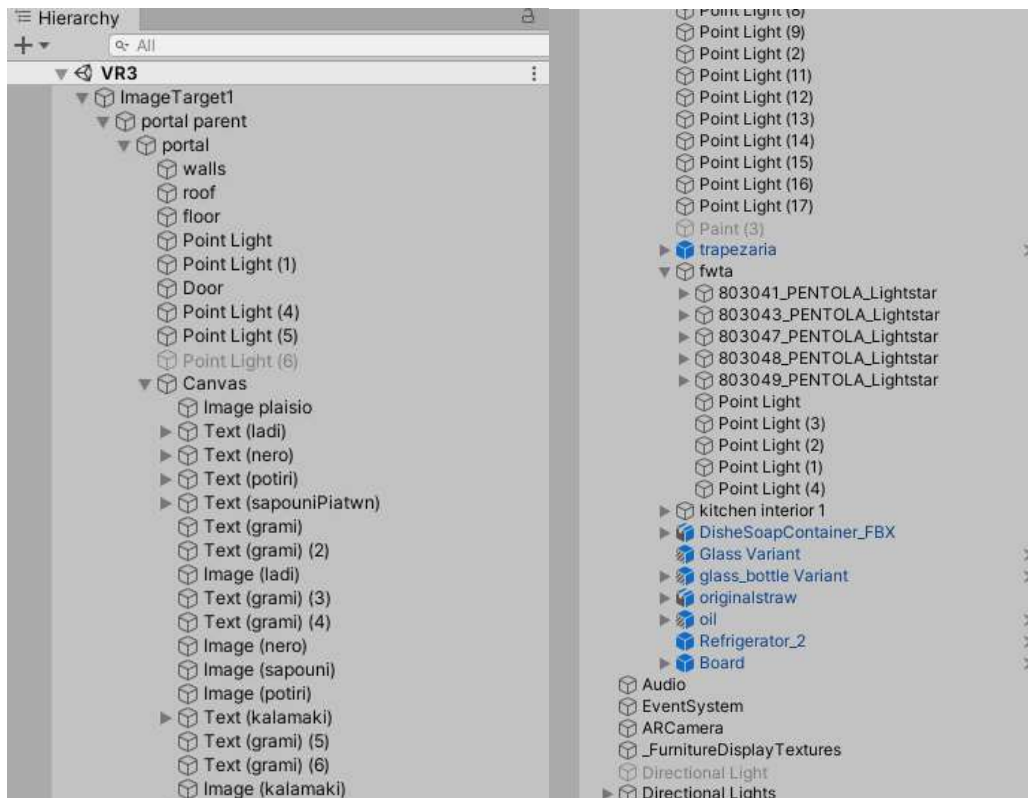 Hierarchy
All
VR3
ImageTarget1
portal parent
portal
walls
roof
floor
Point Light
Point Light (1)
Door
Point Light (4)
Point Light (5)
Point Light (6)
Canvas
Image plaisio
Text (ladi)
Text (nero)
Text (potiri)
Text (sapouniPiatwn)
Text (grami)
Text (grami) (2)
Image (ladi)
Text (grami) (3)
Text (grami) (4)
Image (nero)
Image (sapouni)
Image (potiri)
Text (kalamaki)
Text (grami) (5)
Text (grami) (6)
Image (kalamaki)
Point Light (8)
Point Light (9)
Point Light (2)
Point Light (11)
Point Light (12)
Point Light (13)
Point Light (14)
Point Light (15)
Point Light (16)
Point Light (17)
Paint (3)
trapezaria
fwta
803041_PENTOLA_Lightstar
803043_PENTOLA_Lightstar
803047_PENTOLA_Lightstar
803048_PENTOLA_Lightstar
803049_PENTOLA_Lightstar
Point Light
Point Light (3)
Point Light (2)
Point Light (1)
Point Light (4)
kitchen interior 1
DisheSoapContainer_FBX
Glass Variant
glass_bottle Variant
originalstraw
oil
Refrigerator_2
Board
Audio
EventSystem
ARCamera
_FurnitureDisplayTextures
Directional Light
Directional Lights